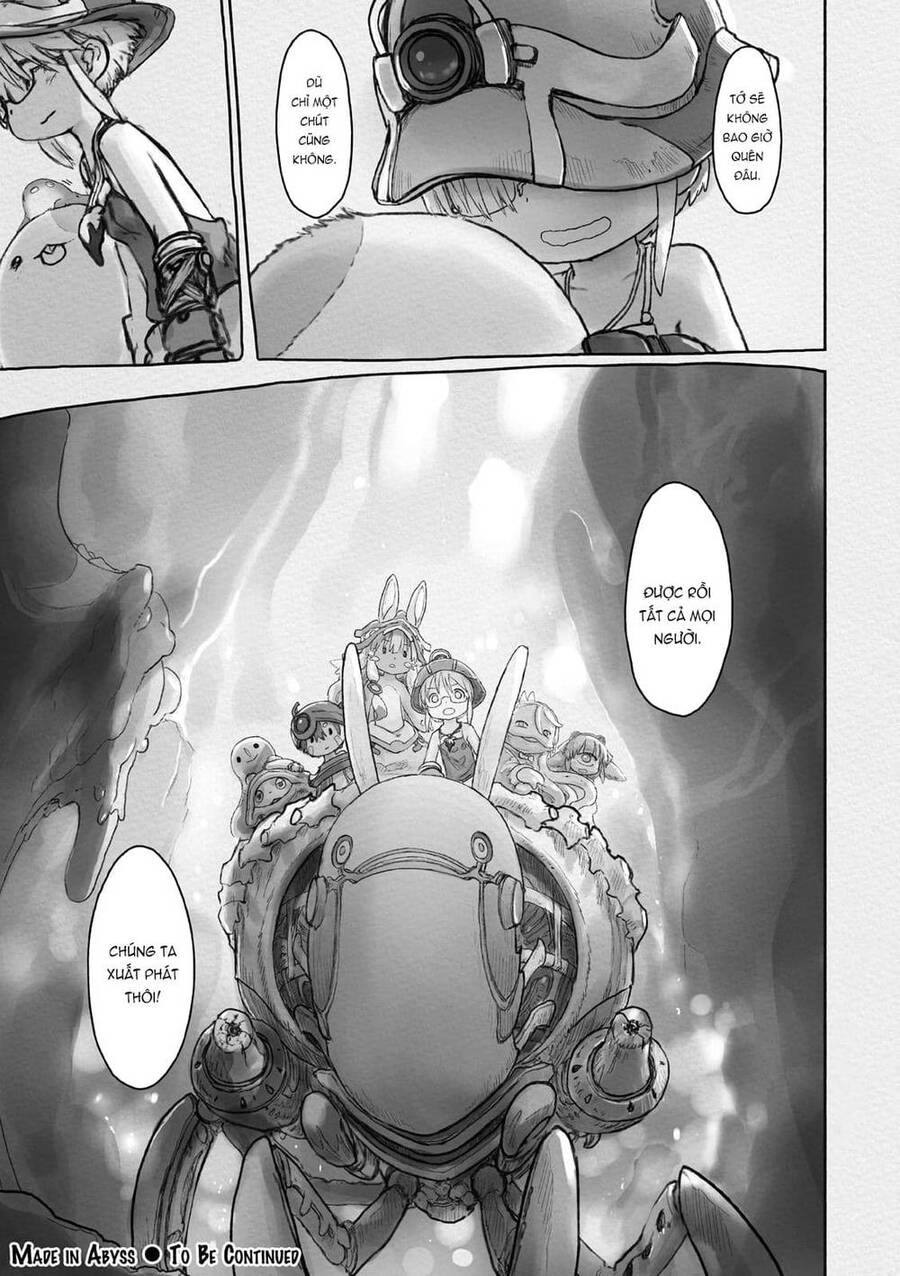 TỚ SẼ
KHÔNG
BAO GIỜ
QUÊN
ĐÂU.
DŨ
CHỈ MỘT
CHÚT
CŨNG
KHÔNG.
ĐƯỢC RỒI
TẤT CẢ MỌI
NGƯỜI.
CHÚNG TA
XUẤT PHÁT
THÔI!
MADE IN ABYSS ● TO BE CONTINUED